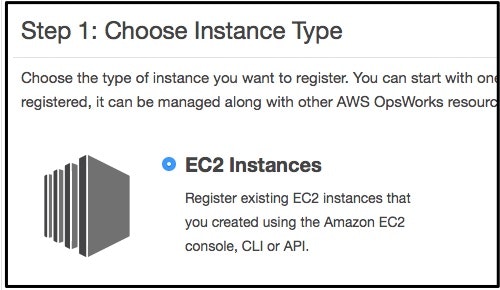 Step 1: Choose Instance Type
Choose the type of instance you want to register. You can start with one
registered, it can be managed along with other AWS OpsWorks resourc
EC2 Instances
Register existing EC2 instances that
you created using the Amazon EC2
console, CLI or API.